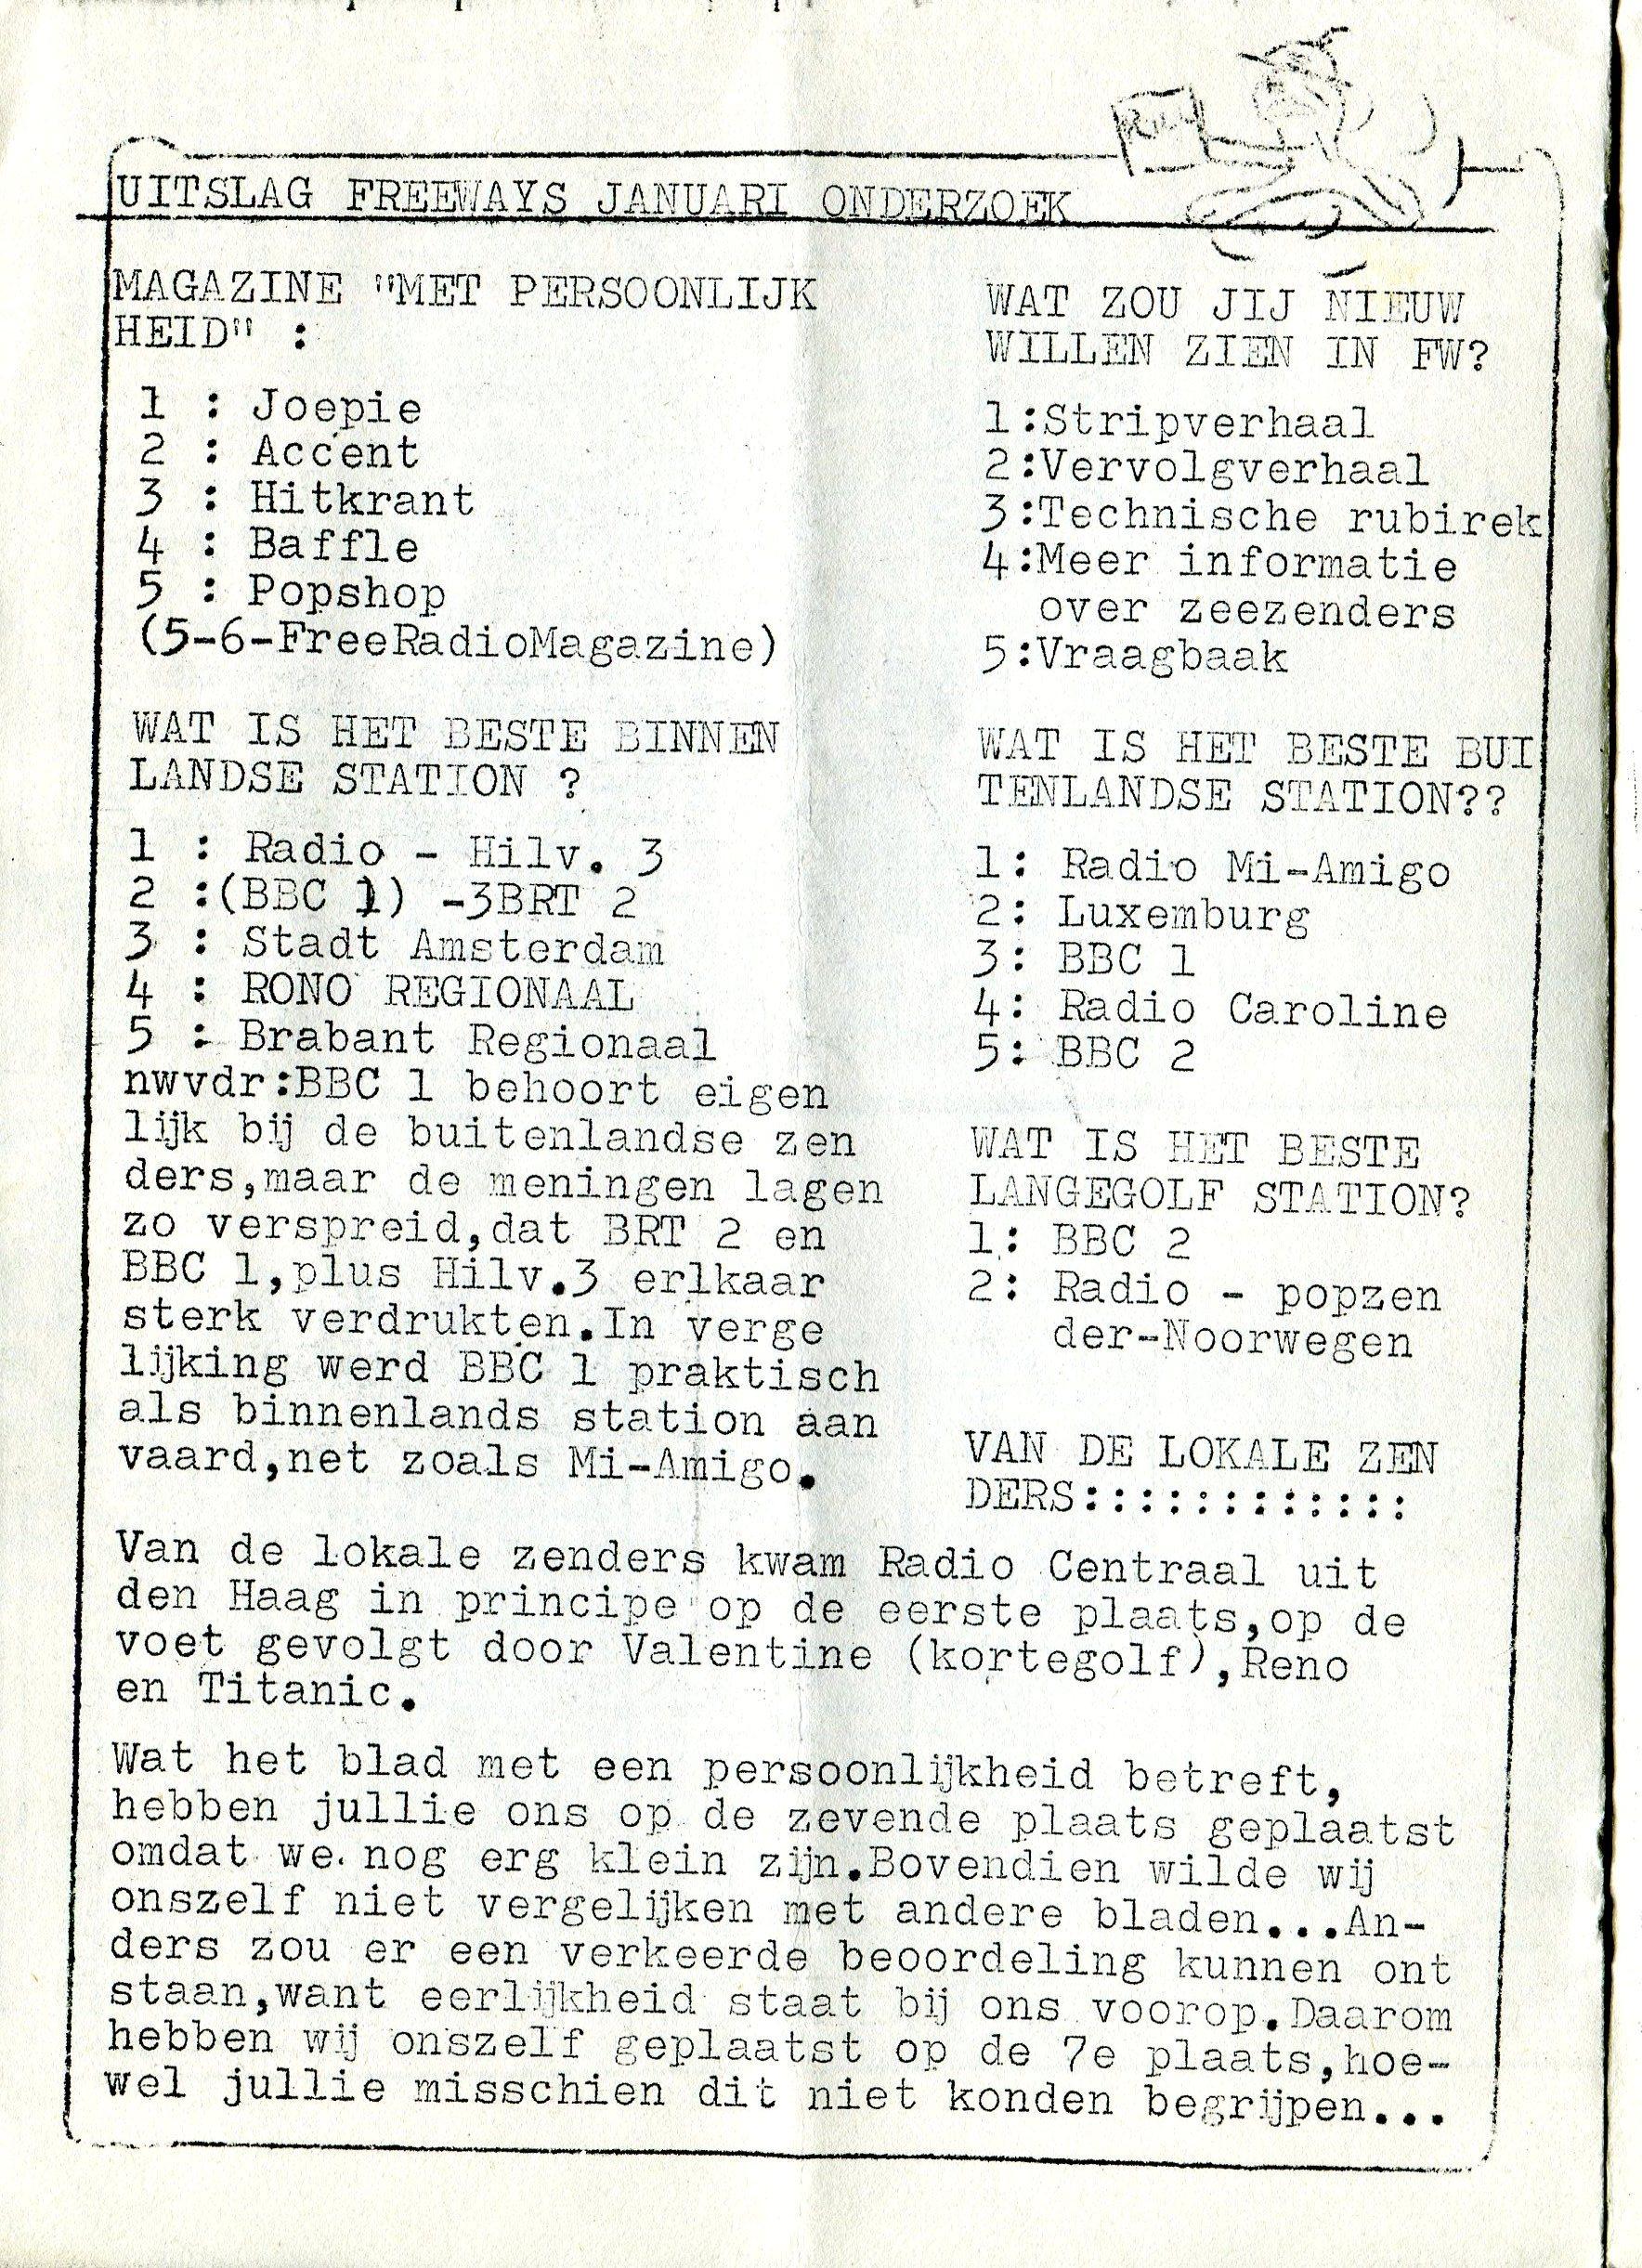 UITSLAG FREEWAYS JANUARI ONDERZOEK
MAGAZINE "MET PERSOONLIJK
HEID" :
1 : Joepie
2 : Accent
3 : Hitkrant
4 : Baffle
5 : Popshop
(5-6-FreeRadioMagazine)
WAT IS HET BESTE BINNEN
LANDSE STATION ?
1 : Radio - Hilv. 3
2 :(BBC 1) -3BRT 2
3 : Stadt Amsterdam
4 : RONO REGIONAAL
5 : Brabant Regionaal
nwvdr:BBC 1 behoort eigen
lijk bij de buitenlandse zen
ders,maar de meningen lagen
zo verspreid,dat BRT 2 en
BBC 1,plus Hilv.3 erlkaar
sterk verdrukten.In verge
lijking werd BBC 1 praktisch
als binnenlands station aan
vaard,net zoals Mi-Amigo.
WAT ZOU JIJ NIEUW
WILLEN ZIEN IN FW?
1:Stripverhaal
2:Vervolgverhaal
3:Technische rubirek
4:Meer informatie
over zeezenders
5:Vraagbaak
WAT IS HET BESTE BUI
TENLANDSE STATION??
1: Radio Mi-Amigo
2: Luxemburg
3: BBC 1
4: Radio Caroline
5: BBC 2
WAT IS HET BESTE
LANGEGOLF STATION?
1: BBC 2
2: Radio - popzen
der-Noorwegen
VAN DE LOKALE ZEN
DERS::::::::::::
Van de lokale zenders kwam Radio Centraal uit
den Haag in principe op de eerste plaats,op de
voet gevolgt door Valentine (kortegolf),Reno
en Titanic.
Wat het blad met een persoonlijkheid betreft,
hebben jullie ons op de zevende plaats geplaatst
omdat we nog erg klein zijn.Bovendien wilde wij
onszelf niet vergelijken met andere bladen...An-
ders zou er een verkeerde beoordeling kunnen ont
staan,want eerlijkheid staat bij ons voorop.Daarom
hebben wij onszelf geplaatst op de 7e plaats,hoe-
wel jullie misschien dit niet konden begrijpen...